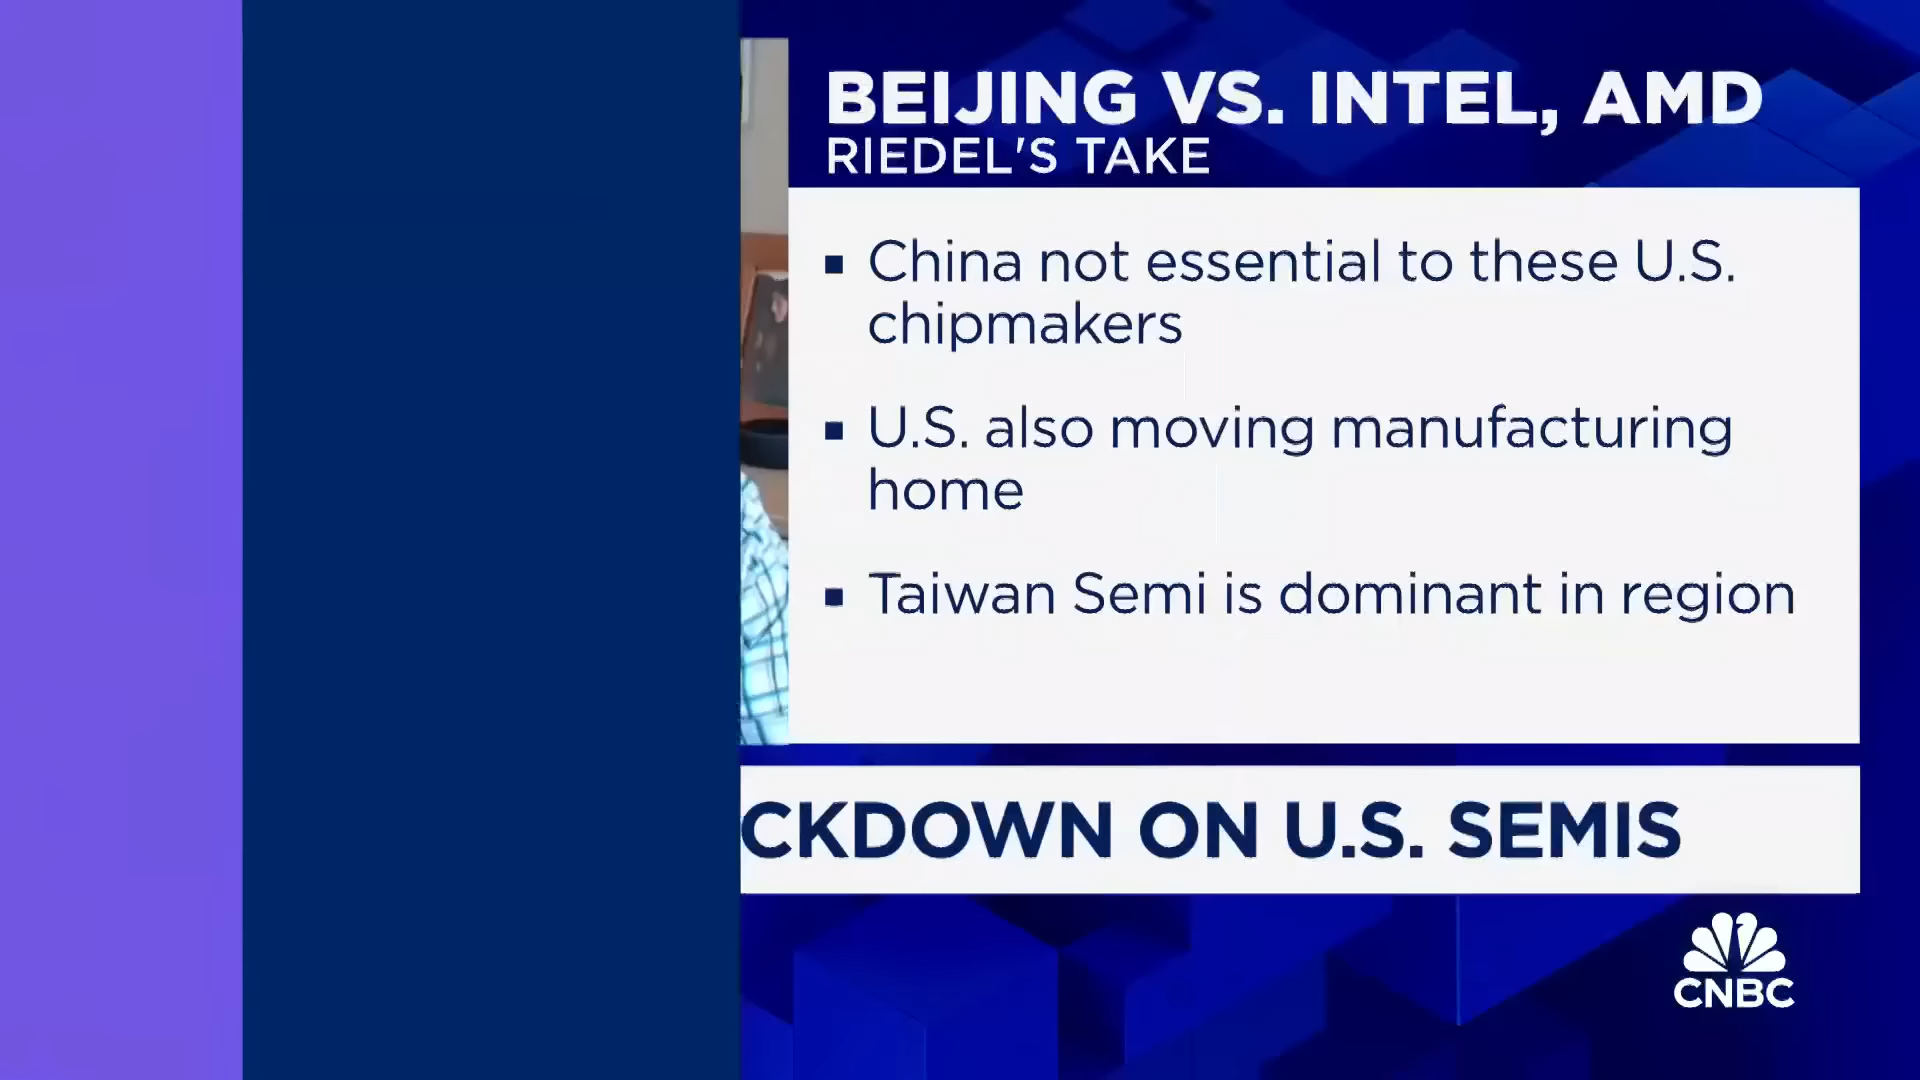 BEIJING VS. INTEL, AMD
RIEDEL'S TAKE
▪ China not essential to these U.S.
chipmakers
▪ U.S. also moving manufacturing
home
▪ Taiwan Semi is dominant in region
CKDOWN ON U.S. SEMIS
CNBC